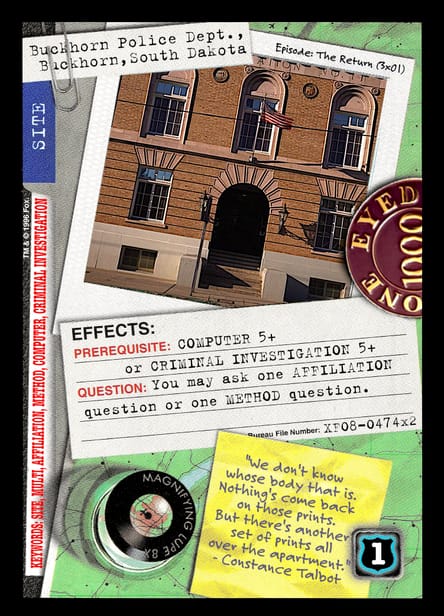 Buckhorn Police Dept.,
Buckhorn, South Dakota
Episode: The Return (3x01)
SITE
TM & © 1996 Fox.
KEYWORDS: SITE, MULTI, AFFILIATION, METHOD, COMPUTER, CRIMINAL INVESTIGATION
ONE EYED
1000
EFFECTS:
PREREQUISITE: COMPUTER 5+
or CRIMINAL INVESTIGATION 5+
QUESTION: You may ask one AFFILIATION
question or one METHOD question.
Bureau File Number: XF08-0474x2
MAGNIFYING LUPE 8X
"We don't know
whose body that is.
Nothing's come back
on those prints.
But there's another
set of prints all
over the apartment."
- Constance Talbot
1